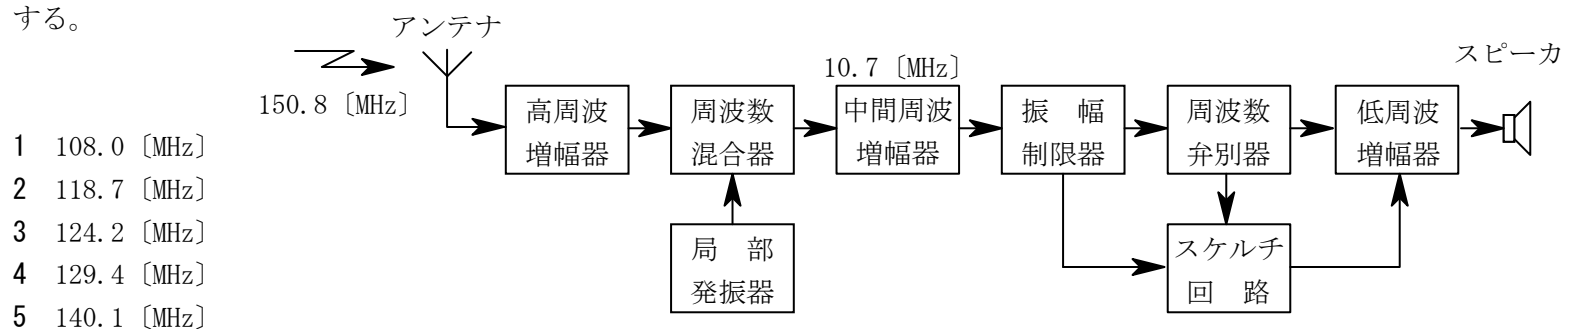 する。
アンテナ
150.8 〔MHz〕
10.7 〔MHz〕
スピーカ
高周波
増幅器
周波数
混合器
中間周波
増幅器
振　幅
制限器
周波数
弁別器
低周波
増幅器
局　部
発振器
スケルチ
回　路
1 108.0 〔MHz〕
2 118.7 〔MHz〕
3 124.2 〔MHz〕
4 129.4 〔MHz〕
5 140.1 〔MHz〕